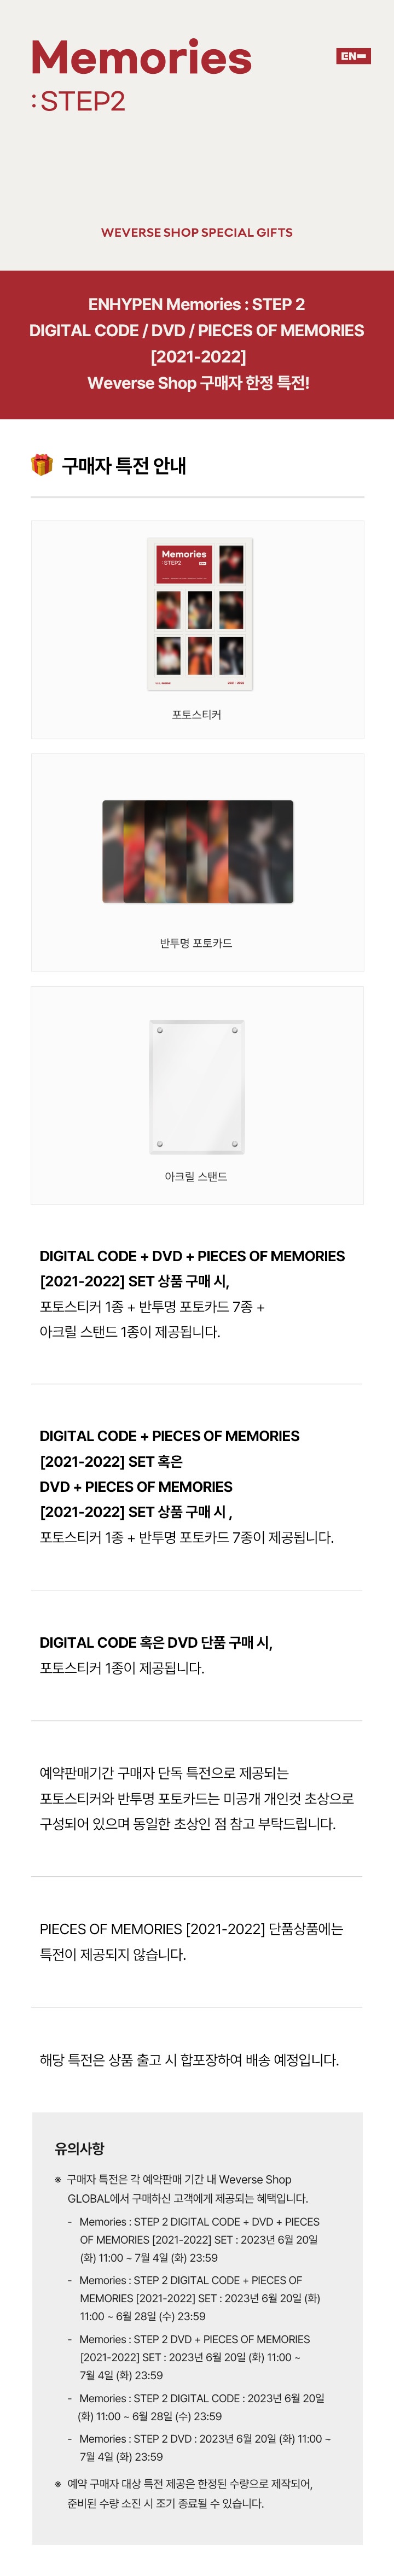 Memories
EN-
: STEP2
WEVERSE SHOP SPECIAL GIFTS
ENHYPEN Memories : STEP 2
DIGITAL CODE / DVD / PIECES OF MEMORIES
[2021-2022]
Weverse Shop 구매자 한정 특전!
구매자 특전 안내
Memories
:STEP2
2021 - 2022
포토스티커
반투명 포토카드
아크릴 스탠드
DIGITAL CODE + DVD + PIECES OF MEMORIES
[2021-2022] SET 상품 구매 시,
포토스티커 1종 + 반투명 포토카드 7종 +
아크릴 스탠드 1종이 제공됩니다.
DIGITAL CODE + PIECES OF MEMORIES
[2021-2022] SET 혹은
DVD + PIECES OF MEMORIES
[2021-2022] SET 상품 구매 시 ,
포토스티커 1종 + 반투명 포토카드 7종이 제공됩니다.
DIGITAL CODE 혹은 DVD 단품 구매 시,
포토스티커 1종이 제공됩니다.
예약판매기간 구매자 단독 특전으로 제공되는
포토스티커와 반투명 포토카드는 미공개 개인컷 초상으로
구성되어 있으며 동일한 초상인 점 참고 부탁드립니다.
PIECES OF MEMORIES [2021-2022] 단품상품에는
특전이 제공되지 않습니다.
해당 특전은 상품 출고 시 합포장하여 배송 예정입니다.
유의사항
※ 구매자 특전은 각 예약판매 기간 내 Weverse Shop
GLOBAL에서 구매하신 고객에게 제공되는 혜택입니다.
- Memories : STEP 2 DIGITAL CODE + DVD + PIECES
OF MEMORIES [2021-2022] SET : 2023년 6월 20일
(화) 11:00 ~ 7월 4일 (화) 23:59
- Memories : STEP 2 DIGITAL CODE + PIECES OF
MEMORIES [2021-2022] SET : 2023년 6월 20일 (화)
11:00 ~ 6월 28일 (수) 23:59
- Memories : STEP 2 DVD + PIECES OF MEMORIES
[2021-2022] SET : 2023년 6월 20일 (화) 11:00 ~
7월 4일 (화) 23:59
- Memories : STEP 2 DIGITAL CODE : 2023년 6월 20일
(화) 11:00 ~ 6월 28일 (수) 23:59
- Memories : STEP 2 DVD : 2023년 6월 20일 (화) 11:00 ~
7월 4일 (화) 23:59
※ 예약 구매자 대상 특전 제공은 한정된 수량으로 제작되어,
준비된 수량 소진 시 조기 종료될 수 있습니다.